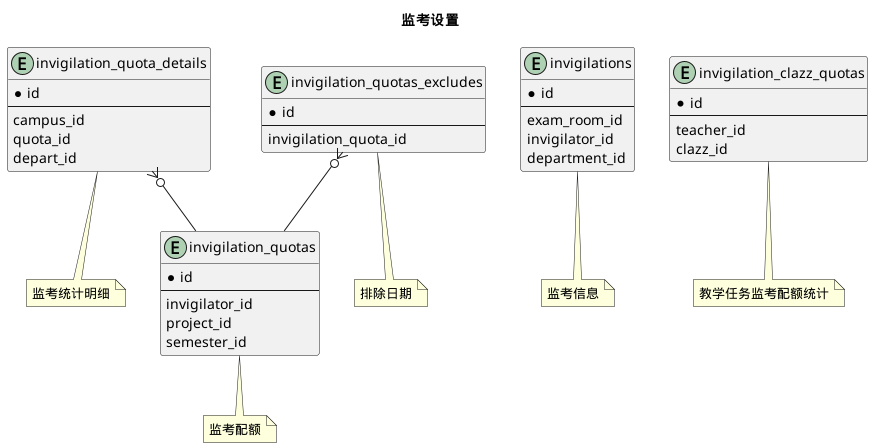 监考设置
E invigilation_quota_details
* id
campus_id
quota_id
depart_id
E invigilation_quotas_excludes
* id
invigilation_quota_id
E invigilations
* id
exam_room_id
invigilator_id
department_id
E invigilation_clazz_quotas
* id
teacher_id
clazz_id
监考统计明细
E invigilation_quotas
* id
invigilator_id
project_id
semester_id
排除日期
监考信息
教学任务监考配额统计
监考配额